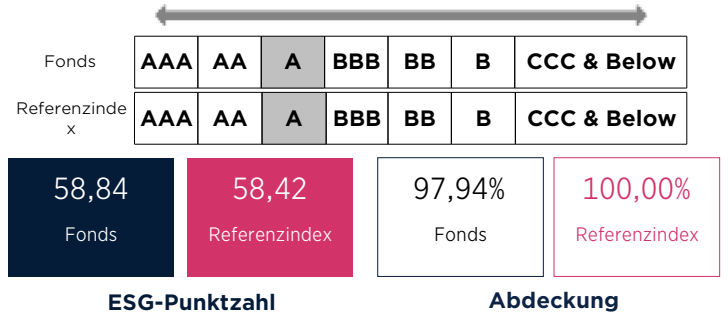 Fonds AAA AA A BBB BB B CCC & Below
Referenzinde
x AAA AA A BBB BB B CCC & Below
58,84 58,42 97,94% 100,00%
Fonds Referenzindex Fonds Referenzindex
ESG-Punktzahl Abdeckung